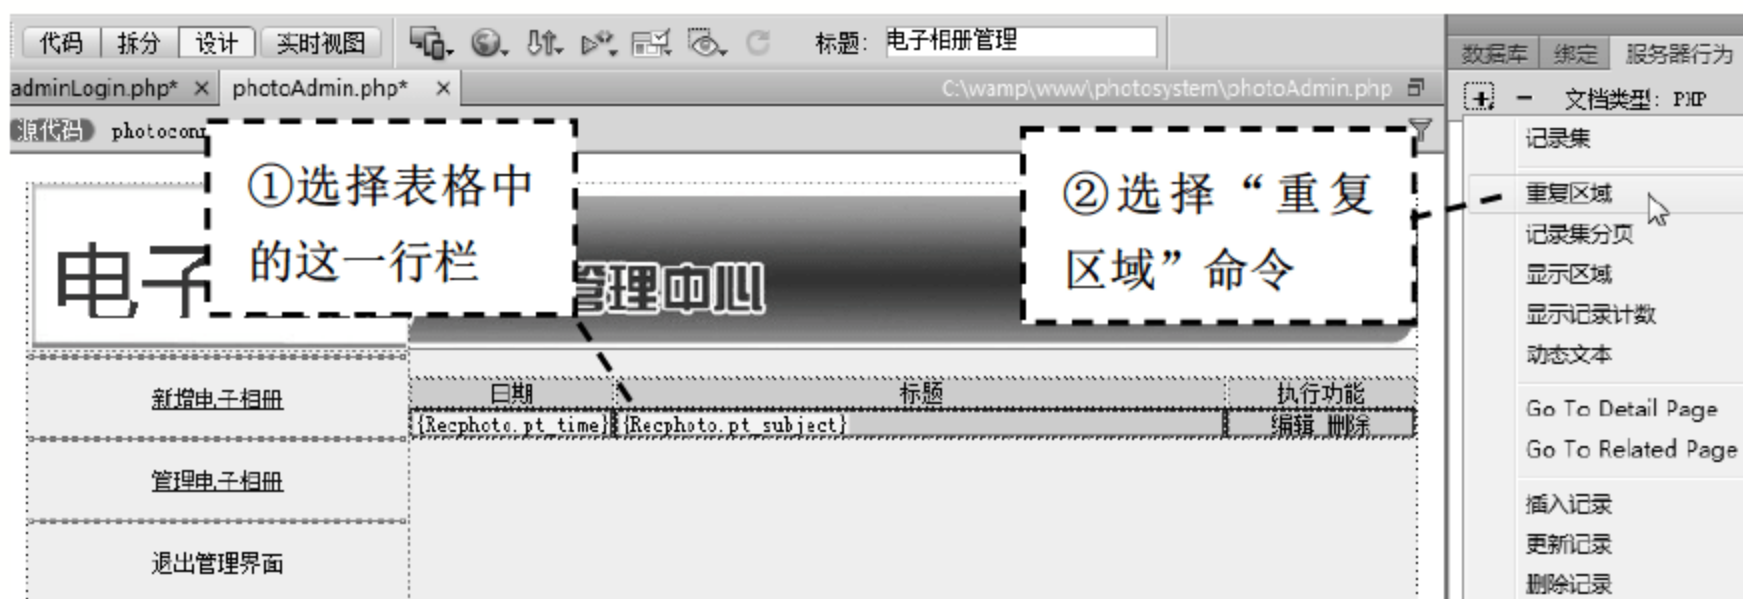 代码 拆分 设计 实时视图 标题: 电子相册管理
数据库 绑定 服务器行为
adminLogin.php* × photoAdmin.php* × C:\wamp\www\photosystem\photoAdmin.php
+ − 文档类型: PHP
源代码 photoconn
①选择表格中
的这一行栏
②选择“重复
区域”命令
电子
管理中心
新增电子相册
管理电子相册
退出管理界面
日期 标题 执行功能
{Recphoto.pt_time} {Recphoto.pt_subject} 编辑 删除
记录集
重复区域
记录集分页
显示区域
显示记录计数
动态文本
Go To Detail Page
Go To Related Page
插入记录
更新记录
删除记录